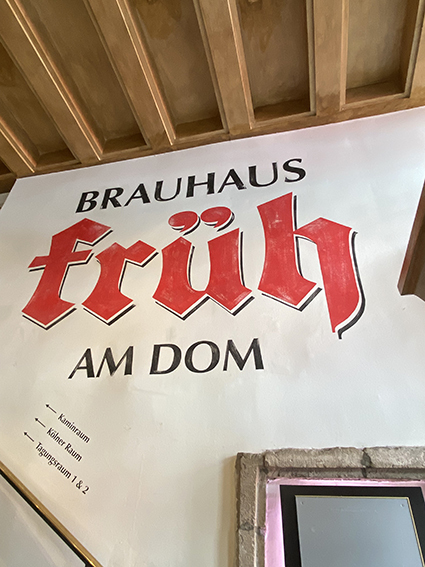 BRAUHAUS
früh
AM DOM
← Kaminraum
← Kölner Raum
← Tagungsraum 1 & 2